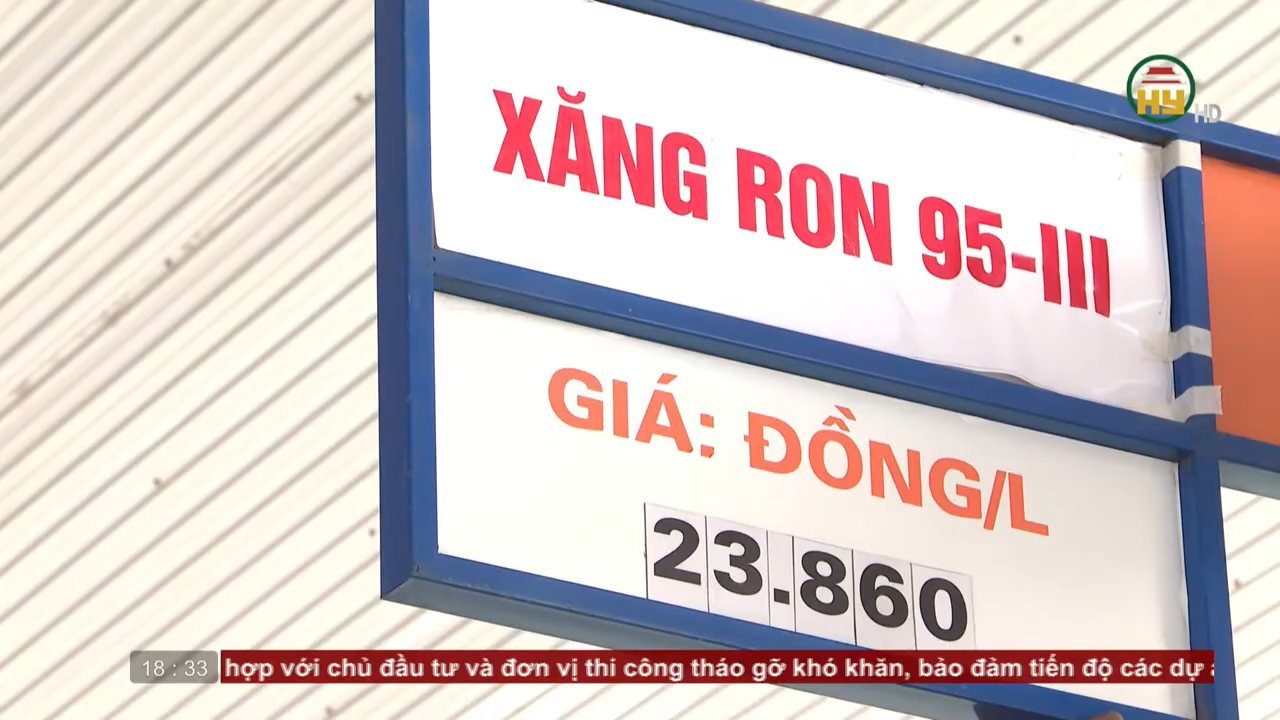 XĂNG RON 95-III
HY HD
GIÁ: ĐỒNG/L
23.860
18 : 33 hợp với chủ đầu tư và đơn vị thi công tháo gỡ khó khăn, bảo đảm tiến độ các dự